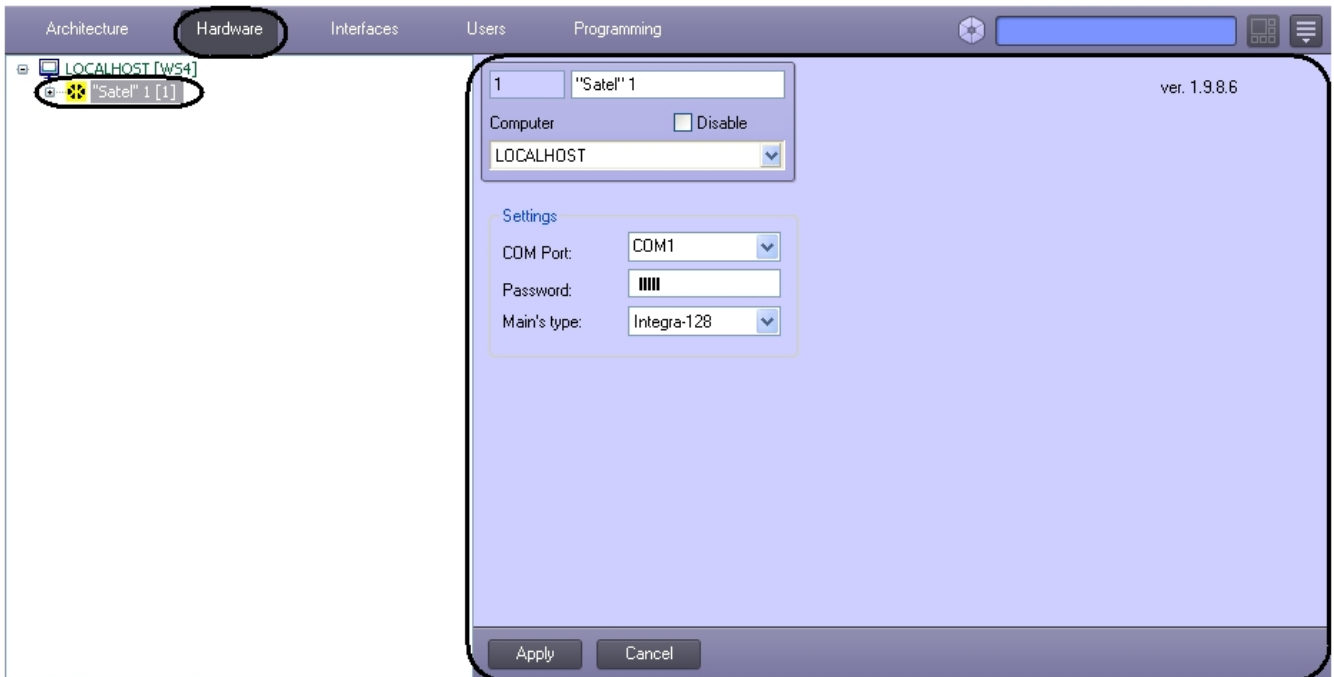 Architecture Hardware Interfaces Users Programming
LOCALHOST [WS4]
"Satel" 1 [1]
1 "Satel" 1
ver. 1.9.8.6
Computer Disable
LOCALHOST
Settings
COM Port: COM1
Password:
Main's type: Integra-128
Apply Cancel